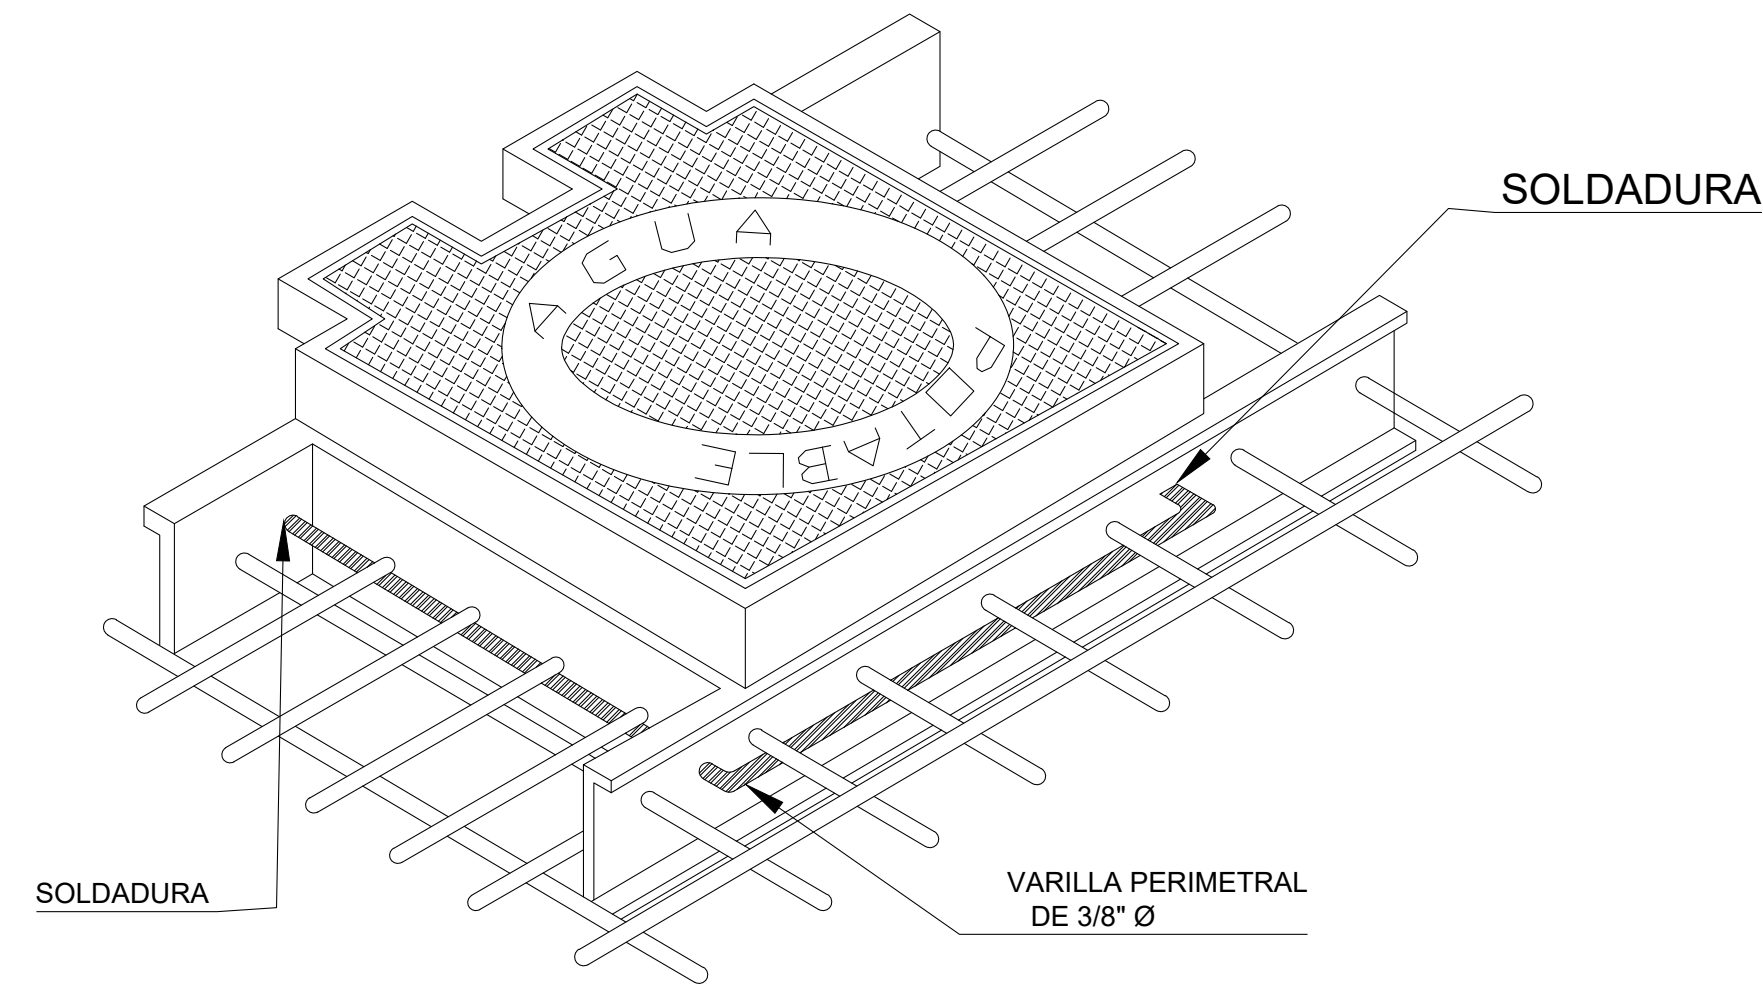 SOLDADURA
AGUA
POTABLE
SOLDADURA
VARILLA PERIMETRAL
DE 3/8" Ø